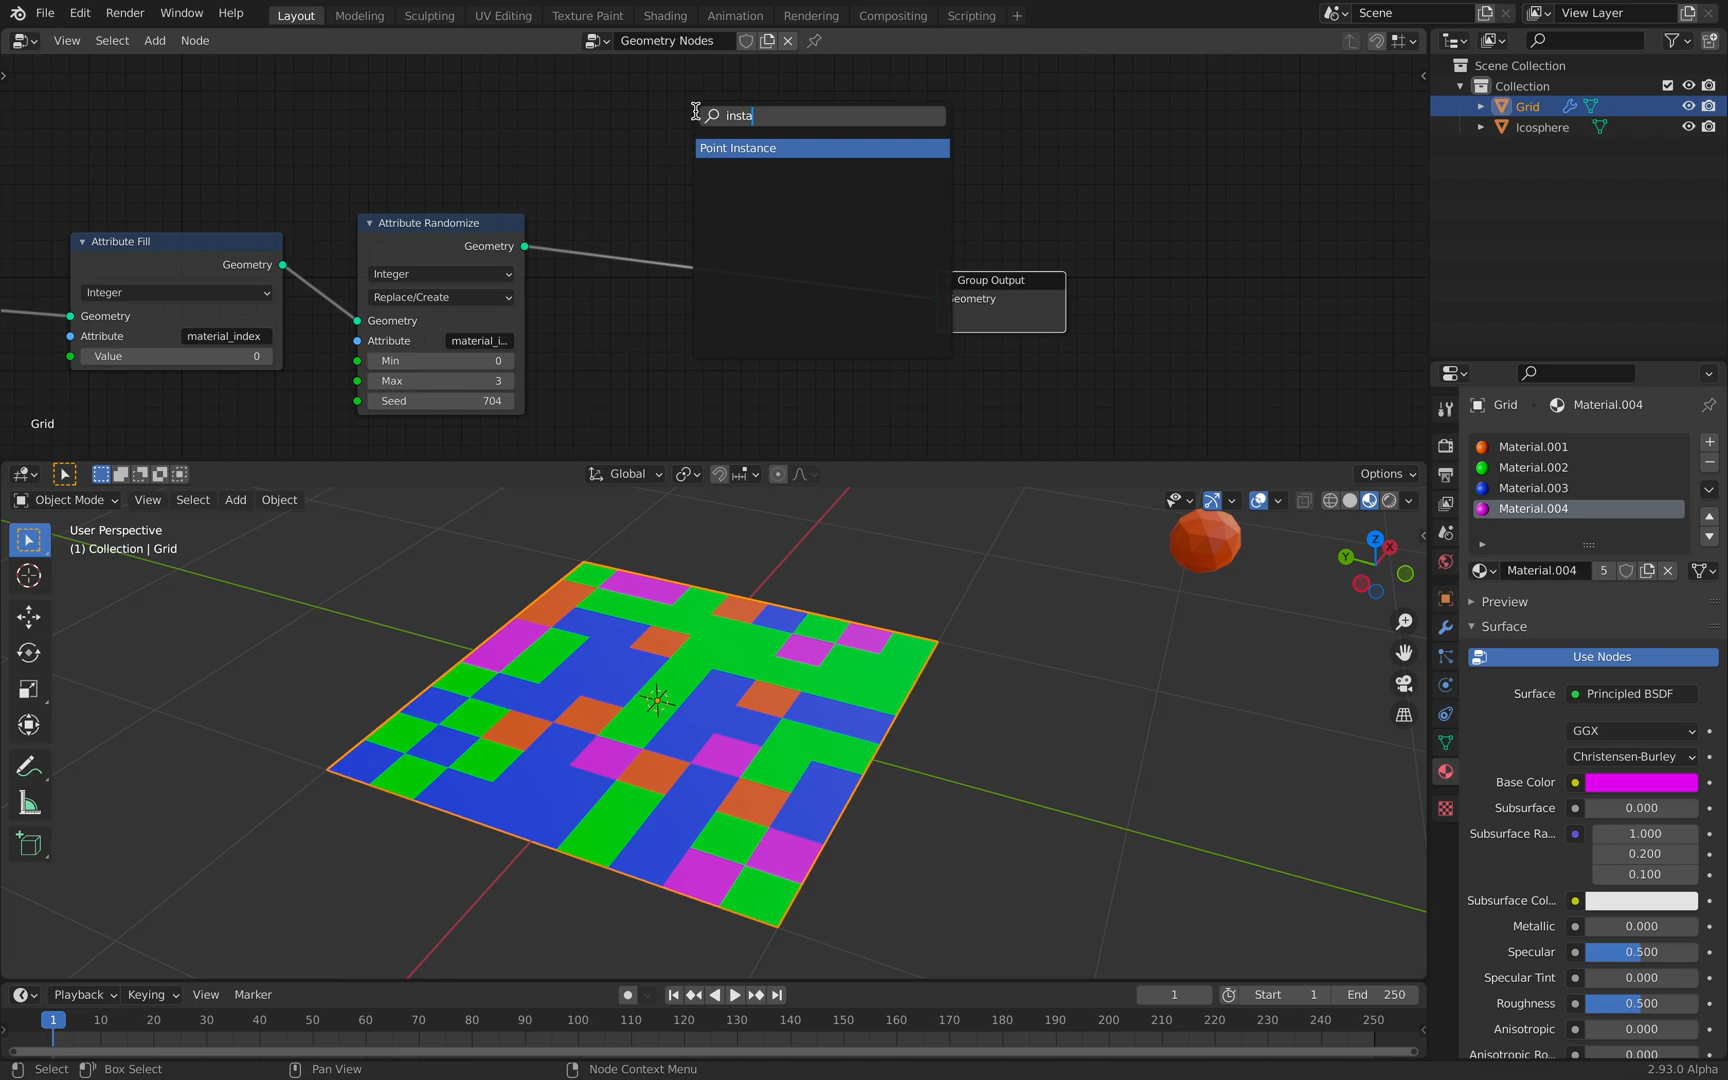 File Edit Render Window Help Layout Modeling Sculpting UV Editing Texture Paint Shading Animation Rendering Compositing Scripting + Scene View Layer
View Select Add Node Geometry Nodes
Scene Collection
Collection
Grid
Icosphere
insta
Point Instance
Attribute Fill
Geometry
Integer
Geometry
Attribute material_index
Value 0
Attribute Randomize
Geometry
Integer
Replace/Create
Geometry
Attribute material_i...
Min 0
Max 3
Seed 704
Group Output
Geometry
Grid
Global Options
Object Mode View Select Add Object
User Perspective
(1) Collection | Grid
Z
X
Y
Grid Material.004
Material.001
Material.002
Material.003
Material.004
Material.004 5
Preview
Surface
Use Nodes
Surface Principled BSDF
GGX
Christensen-Burley
Base Color
Subsurface 0.000
Subsurface Ra... 1.000
0.200
0.100
Subsurface Col...
Metallic 0.000
Specular 0.500
Specular Tint 0.000
Roughness 0.500
Anisotropic 0.000
Anisotropic Ro... 0.000
Playback Keying View Marker 1 Start 1 End 250
1 10 20 30 40 50 60 70 80 90 100 110 120 130 140 150 160 170 180 190 200 210 220 230 240 250
Select Box Select Pan View Node Context Menu 2.93.0 Alpha